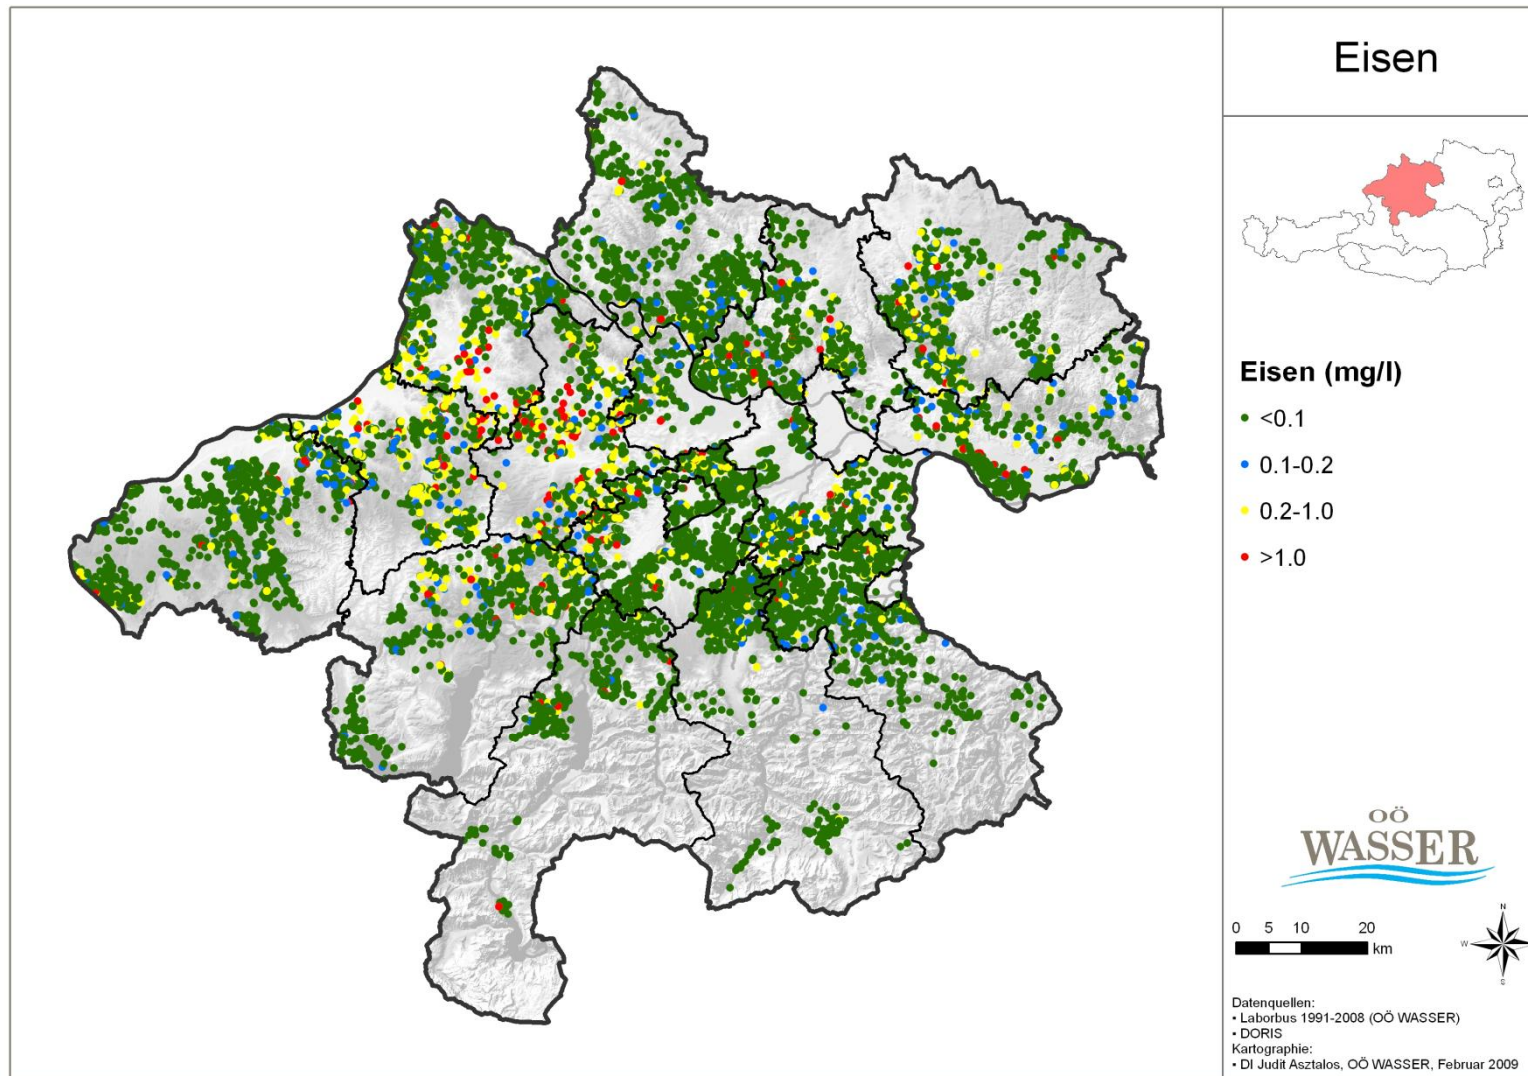 Eisen
Eisen (mg/l)
<0.1
0.1-0.2
0.2-1.0
>1.0
OÖ
WASSER
0 5 10 20
km
N
W
S
Datenquellen:
▪ Laborbus 1991-2008 (OÖ WASSER)
▪ DORIS
Kartographie:
▪ DI Judit Asztalos, OÖ WASSER, Februar 2009